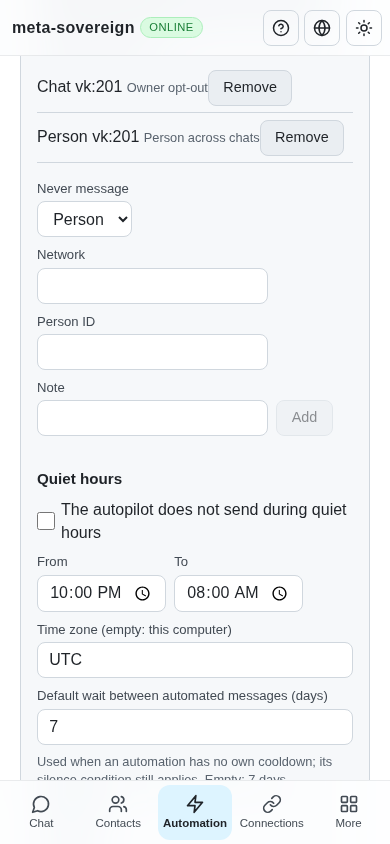 meta-sovereign ONLINE
Chat vk:201 Owner opt-out Remove
Person vk:201 Person across chats Remove
Never message
Person
Network
Person ID
Note
Add
Quiet hours
The autopilot does not send during quiet
hours
From To
10:00 PM 08:00 AM
Time zone (empty: this computer)
UTC
Default wait between automated messages (days)
7
Used when an automation has no own cooldown; its
silence condition still applies. Empty: 7 days.
Chat Contacts Automation Connections More